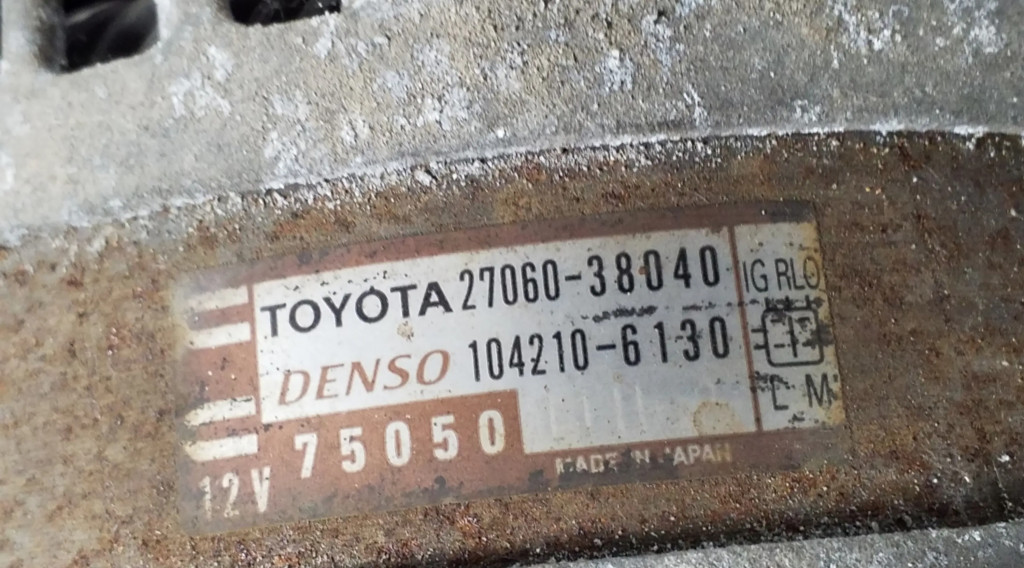 TOYOTA 27060-38040
DENSO 104210-6130
75050
12V
MADE IN JAPAN
IG RLO
L M